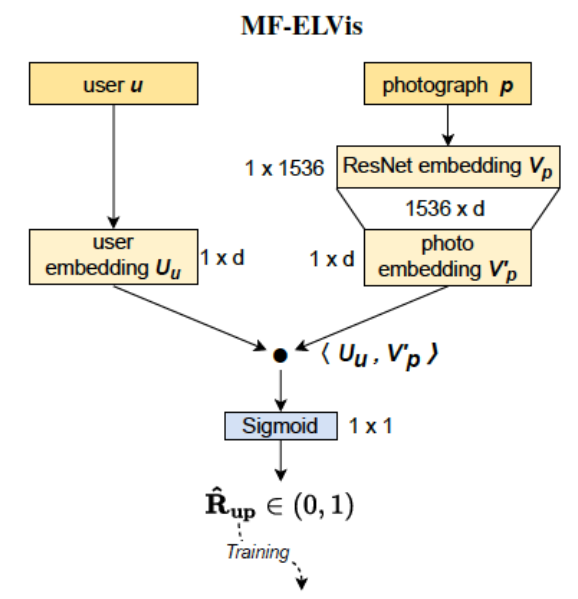 MF-ELVis
user u
photograph p
1 x 1536
ResNet embedding Vp
1536 x d
user
embedding Uu
1 x d
1 x d
photo
embedding V'p
⟨ Uu , V'p ⟩
Sigmoid
1 x 1
R̂up ∈ (0, 1)
Training